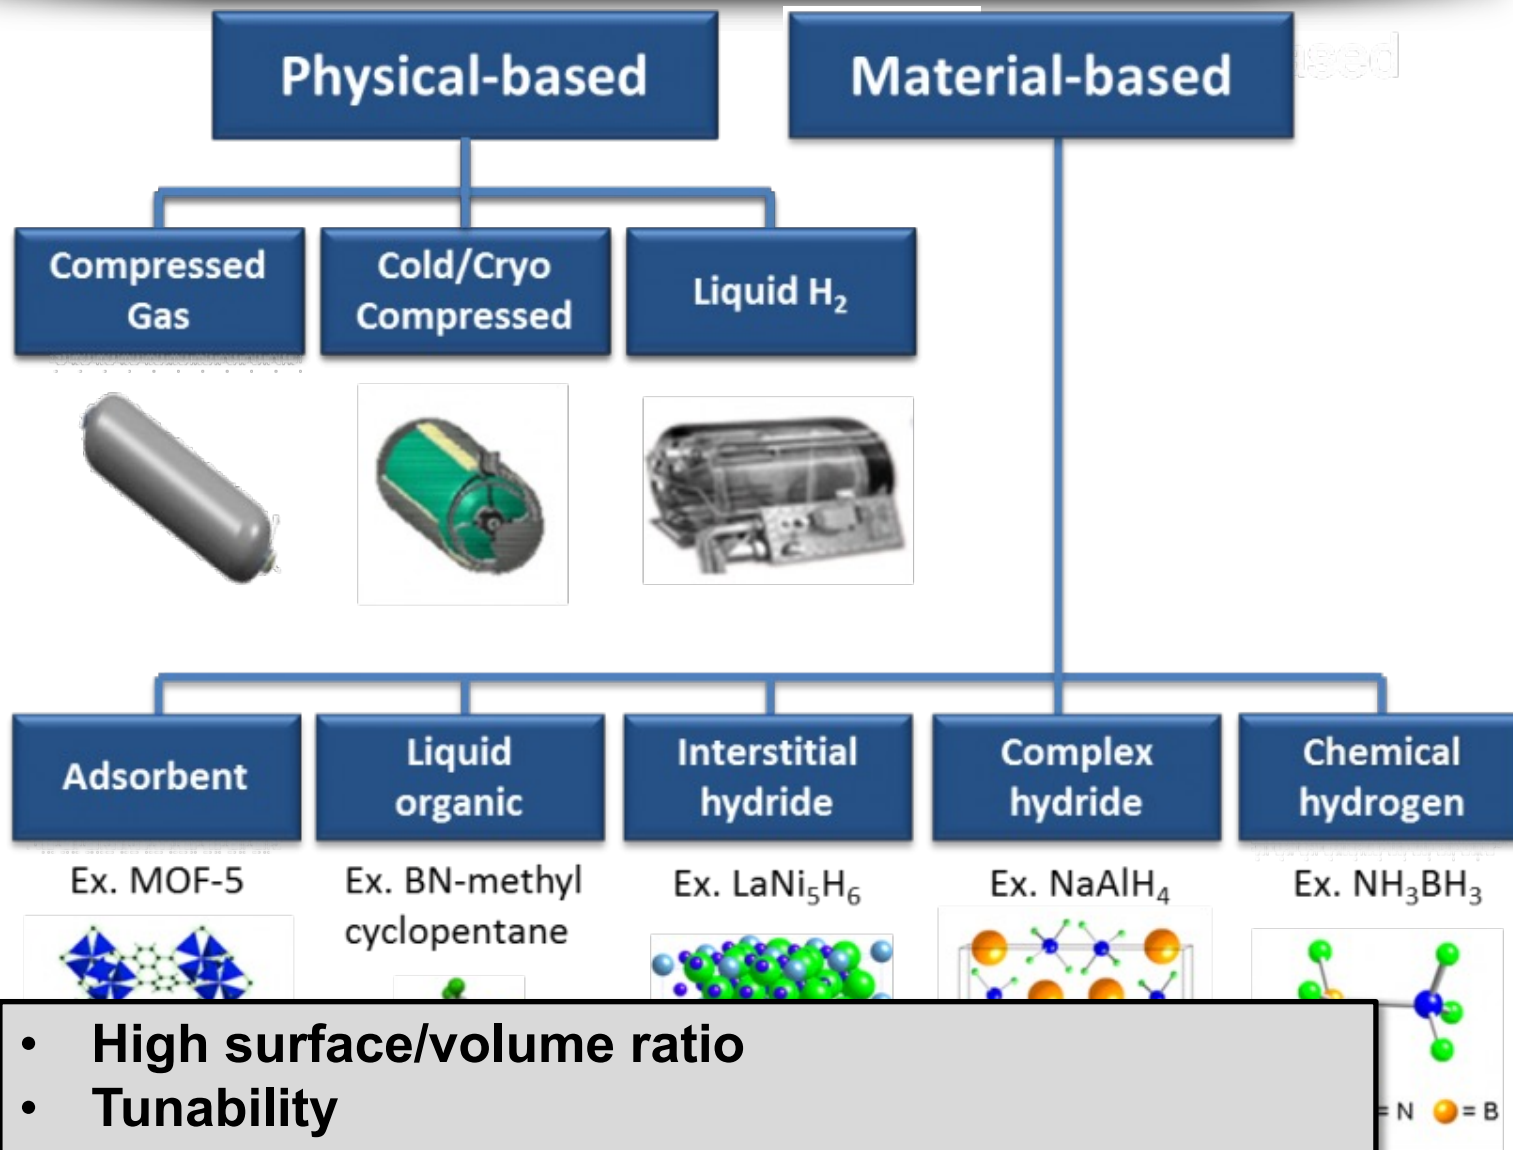 Physical-based
Material-based
Compressed
Gas
Cold/Cryo
Compressed
Liquid H₂
Adsorbent
Liquid
organic
Interstitial
hydride
Complex
hydride
Chemical
hydrogen
Ex. MOF-5
Ex. BN-methyl
cyclopentane
Ex. LaNi₅H₆
Ex. NaAlH₄
Ex. NH₃BH₃
• High surface/volume ratio
• Tunability
= N = B